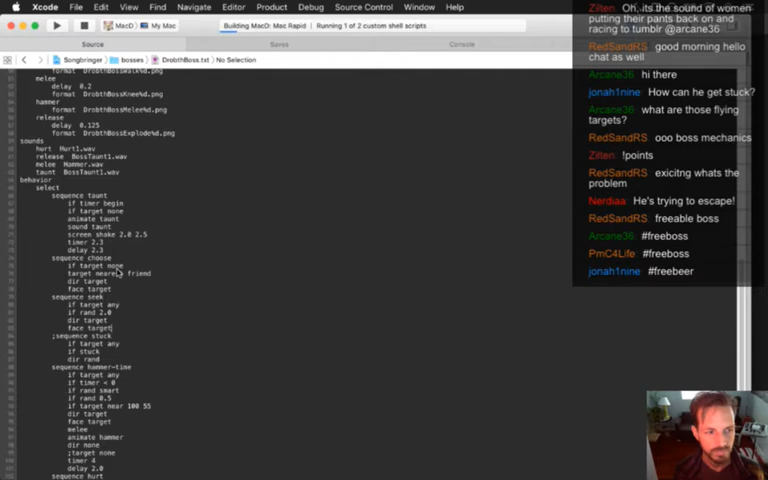 Xcode File Edit View Find Navigate Editor Product Debug Source Control Window Help
MacD My Mac
Building MacD: Mac Rapid | Running 1 of 2 custom shell scripts
Source
Saves
Console
Songbringer bosses DrobthBoss.txt No Selection
format DrobthBossWalk%d.png
melee
delay 0.2
format DrobthBossKnee%d.png
hammer
format DrobthBossMelee%d.png
release
delay 0.125
format DrobthBossExplode%d.png
sounds
hurt Hurt1.wav
release BossTaunt1.wav
melee Hammer.wav
taunt BossTaunt1.wav
behavior
select
sequence taunt
if timer begin
if target none
animate taunt
sound taunt
screen shake 2.0 2.5
timer 2.3
delay 2.3
sequence choose
if target none
target nearest friend
dir target
face target
sequence seek
if target any
if rand 2.0
dir target
face target
;sequence stuck
if target any
if stuck
dir rand
sequence hammer-time
if target any
if timer < 0
if rand smart
if rand 0.5
if target near 100 55
dir target
face target
melee
animate hammer
dir none
;target none
timer 4
delay 2.0
sequence hurt
Zilten: Oh, its the sound of women
putting their pants back on and
racing to tumblr @arcane36
RedSandRS: good morning hello
chat as well
Arcane36: hi there
jonah1nine: How can he get stuck?
Arcane36: what are those flying
targets?
RedSandRS: ooo boss mechanics
Zilten: !points
RedSandRS: exicitng whats the
problem
Nerdiaa: He's trying to escape!
RedSandRS: freeable boss
Arcane36: #freeboss
PmC4Life: #freeboss
jonah1nine: #freebeer